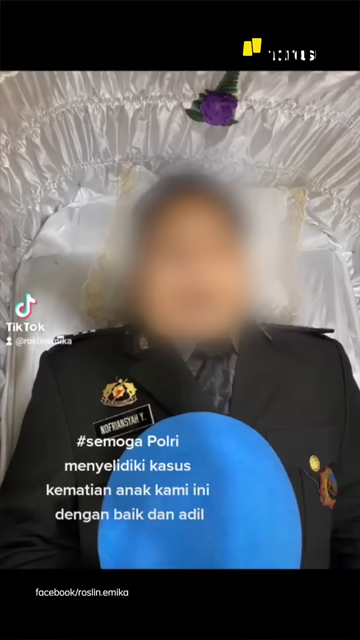 TikTok
@roslinemika
NOFRIANSYAH Y.
#semoga Polri
menyelidiki kasus
kematian anak kami ini
dengan baik dan adil
facebook/roslin.emika